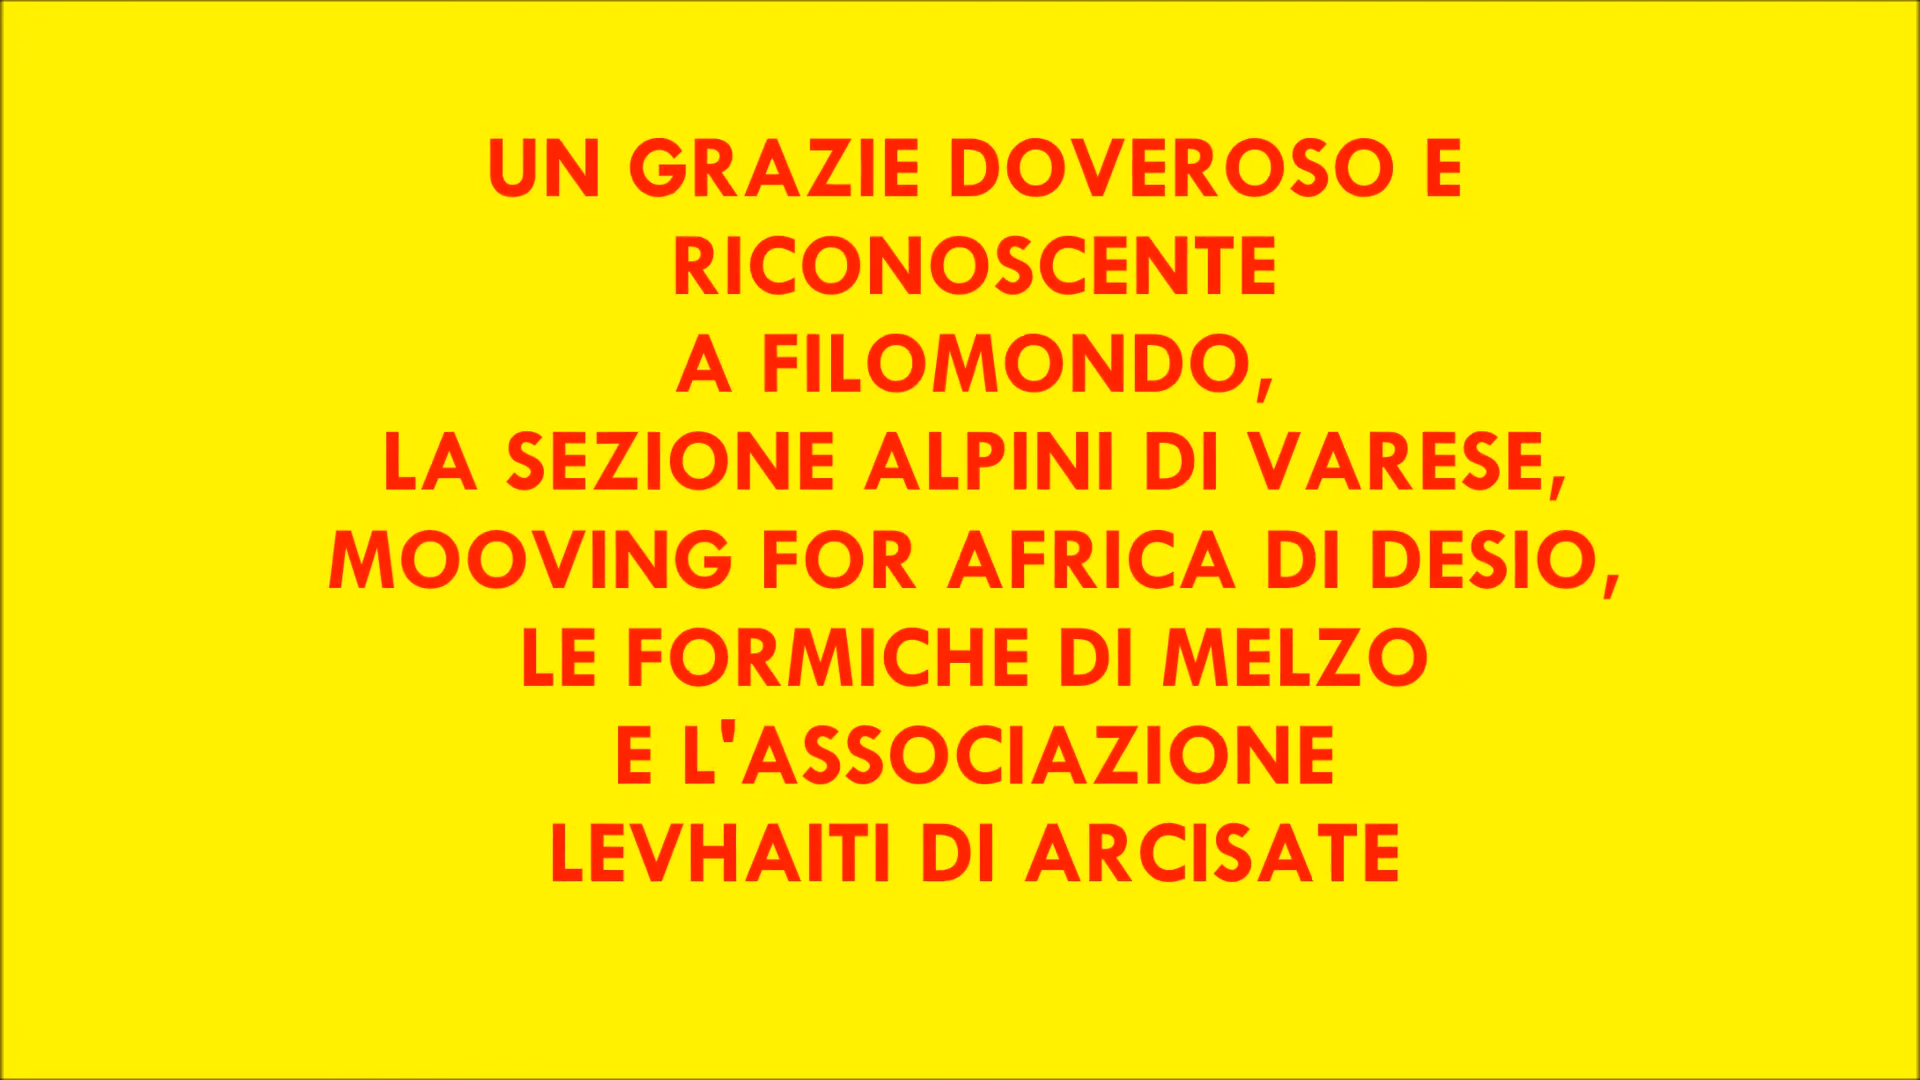 UN GRAZIE DOVEROSO E
RICONOSCENTE
A FILOMONDO,
LA SEZIONE ALPINI DI VARESE,
MOOVING FOR AFRICA DI DESIO,
LE FORMICHE DI MELZO
E L'ASSOCIAZIONE
LEVHAITI DI ARCISATE